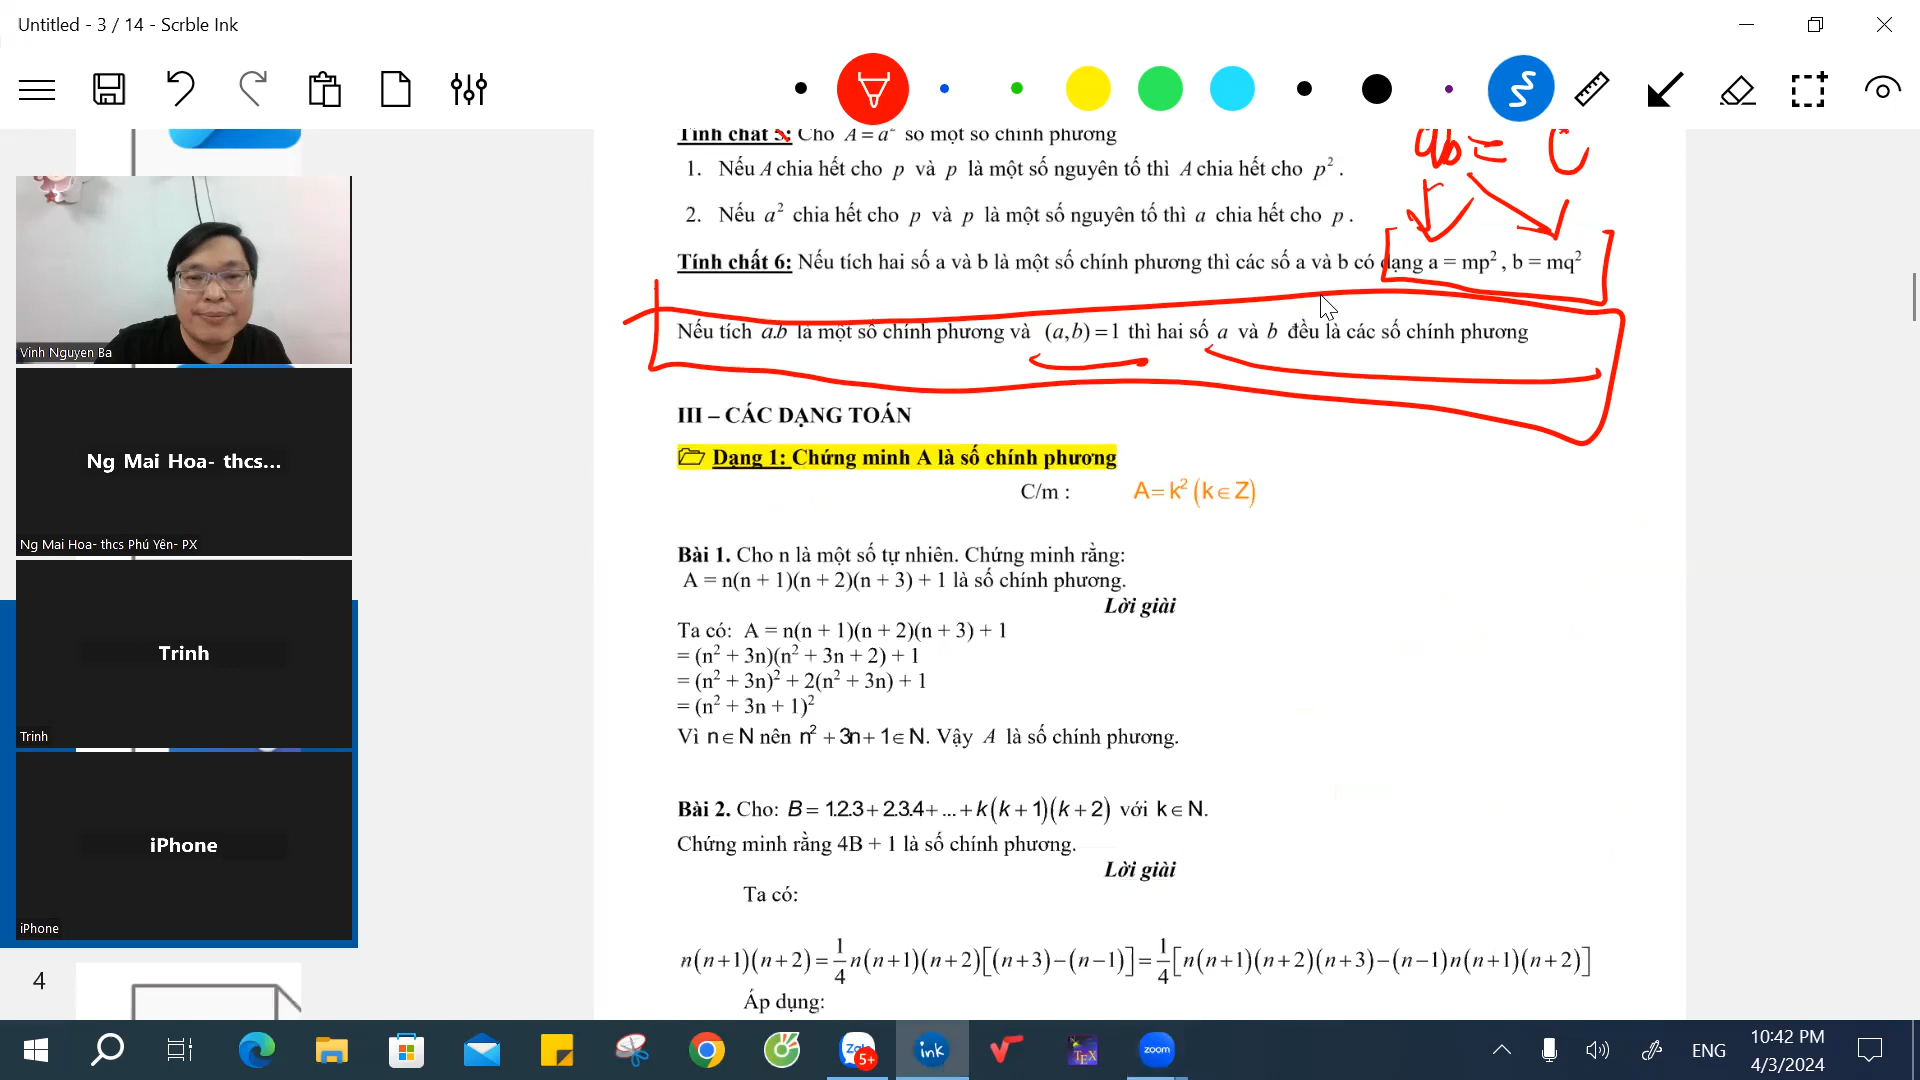 Untitled - 3 / 14 - Scrble Ink
Tính chất 5: Cho A = a² số một số chính phương
1. Nếu A chia hết cho p và p là một số nguyên tố thì A chia hết cho p².
2. Nếu a² chia hết cho p và p là một số nguyên tố thì a chia hết cho p.
ab = c
Tính chất 6: Nếu tích hai số a và b là một số chính phương thì các số a và b có dạng a = mp², b = mq²
Nếu tích a.b là một số chính phương và (a,b)=1 thì hai số a và b đều là các số chính phương
III – CÁC DẠNG TOÁN
Dạng 1: Chứng minh A là số chính phương
C/m : A= k² (k ∈ Z)
Bài 1. Cho n là một số tự nhiên. Chứng minh rằng:
A = n(n + 1)(n + 2)(n + 3) + 1 là số chính phương.
Lời giải
Ta có: A = n(n + 1)(n + 2)(n + 3) + 1
= (n² + 3n)(n² + 3n + 2) + 1
= (n² + 3n)² + 2(n² + 3n) + 1
= (n² + 3n + 1)²
Vì n ∈ N nên n² + 3n + 1 ∈ N. Vậy A là số chính phương.
Bài 2. Cho: B = 1.2.3 + 2.3.4 + ... + k(k + 1)(k + 2) với k ∈ N.
Chứng minh rằng 4B + 1 là số chính phương.
Lời giải
Ta có:
n(n+1)(n+2) = 1/4 n(n+1)(n+2)[(n+3)−(n−1)] = 1/4 [n(n+1)(n+2)(n+3)−(n−1)n(n+1)(n+2)]
Áp dụng:
Vinh Nguyen Ba
Ng Mai Hoa- thcs...
Ng Mai Hoa- thcs Phú Yên- PX
Trinh
Trinh
iPhone
iPhone
4
Zalo
5+
ink
TEX
zoom
ENG
10:42 PM
4/3/2024